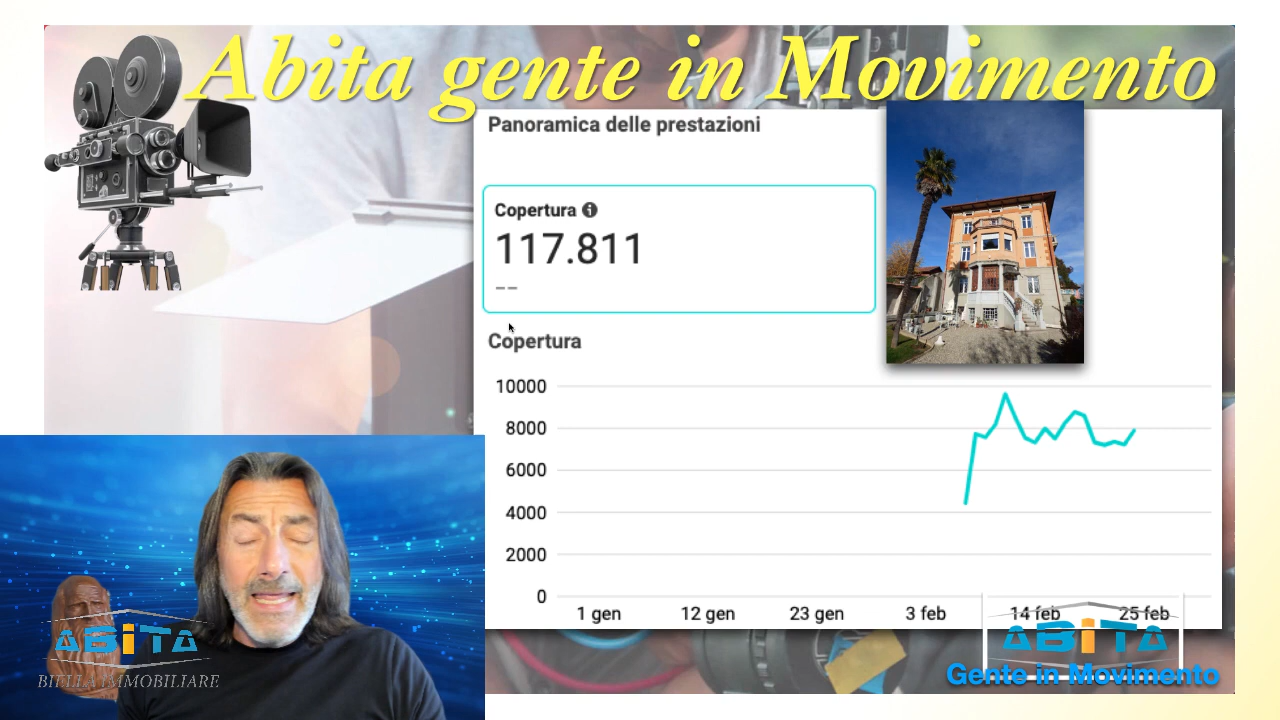 Abita gente in Movimento
Panoramica delle prestazioni
Copertura
117.811
--
Copertura
10000
8000
6000
4000
2000
0
1 gen 12 gen 23 gen 3 feb 14 feb 25 feb
ABiTA
BIELLA IMMOBILIARE
ABiTA
Gente in Movimento